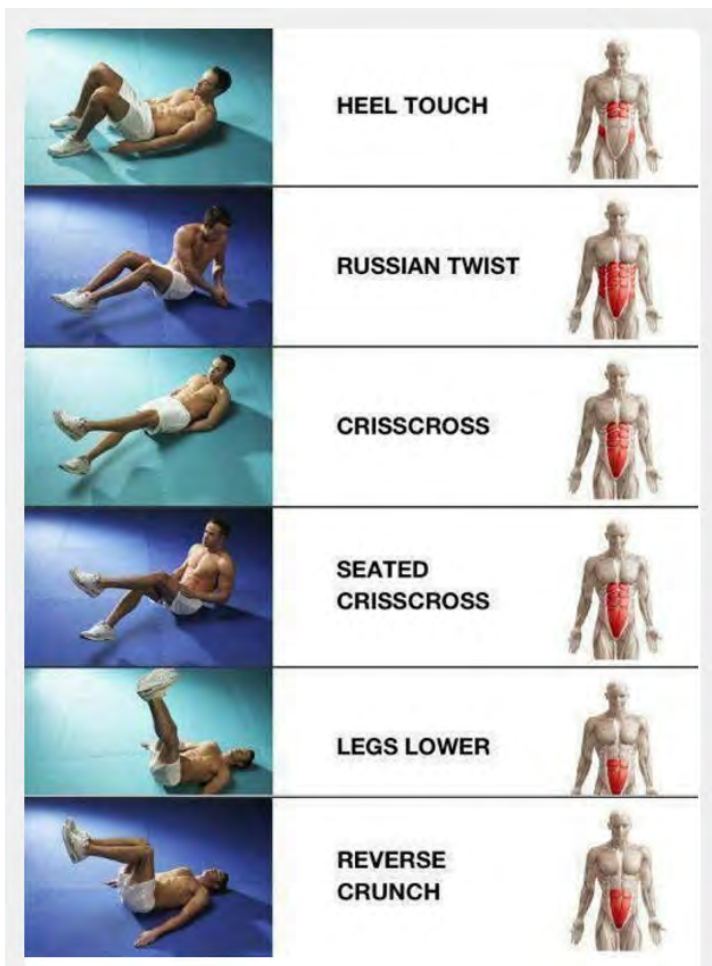 HEEL TOUCH
RUSSIAN TWIST
CRISSCROSS
SEATED
CRISSCROSS
LEGS LOWER
REVERSE
CRUNCH